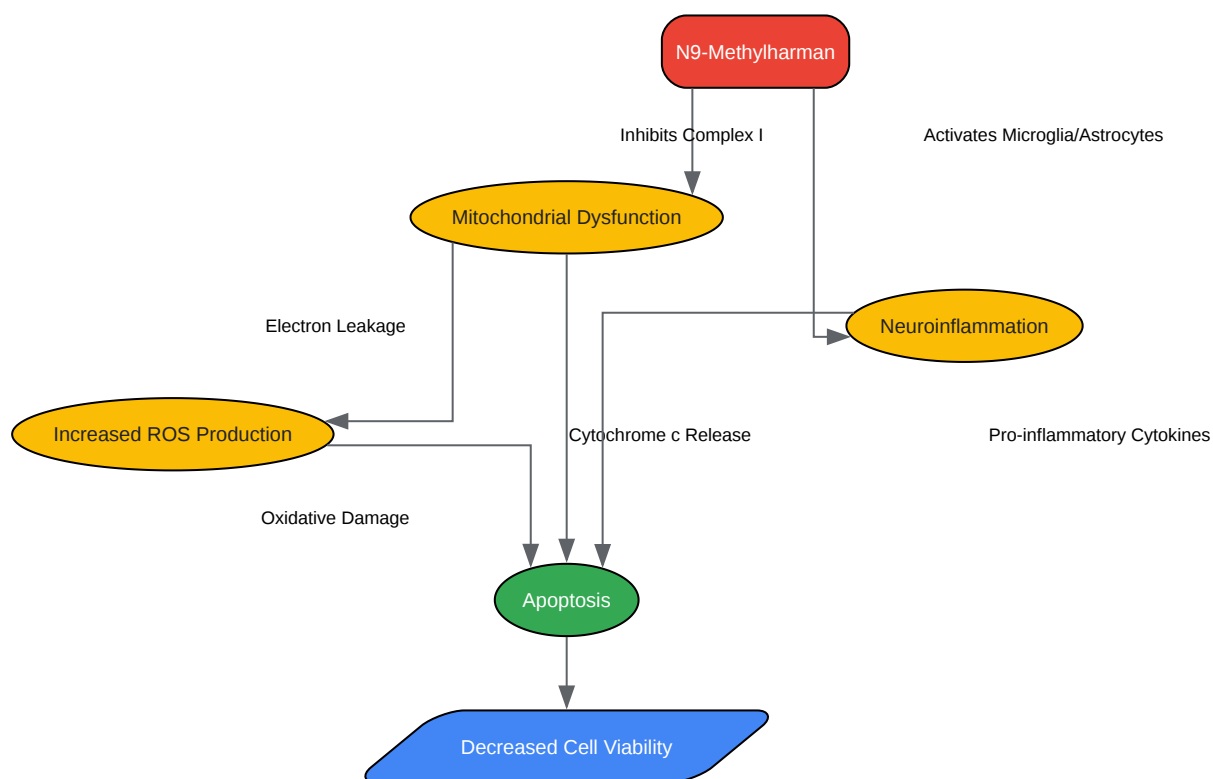 N9-Methylharman
Inhibits Complex I
Activates Microglia/Astrocytes
Mitochondrial Dysfunction
Electron Leakage
Neuroinflammation
Increased ROS Production
Cytochrome c Release
Pro-inflammatory Cytokines
Oxidative Damage
Apoptosis
Decreased Cell Viability